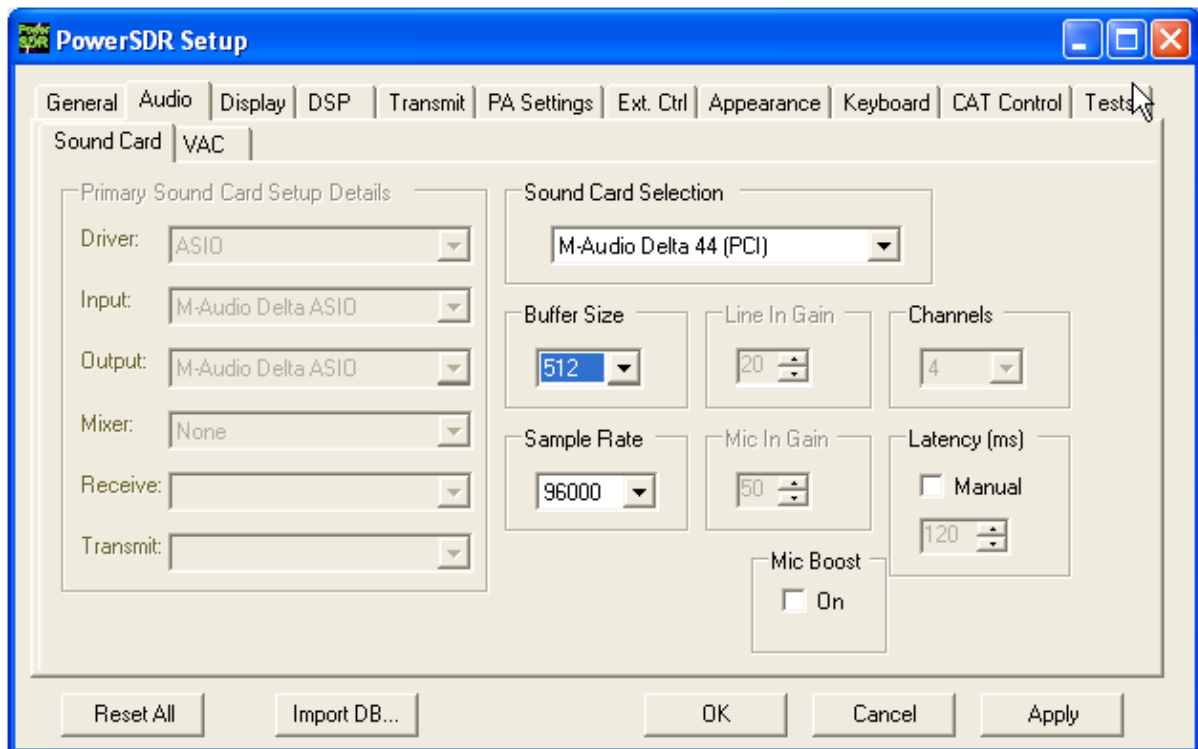 Power SDR
PowerSDR Setup
General Audio Display DSP Transmit PA Settings Ext. Ctrl Appearance Keyboard CAT Control Tests
Sound Card VAC
Primary Sound Card Setup Details
Driver: ASIO
Input: M-Audio Delta ASIO
Output: M-Audio Delta ASIO
Mixer: None
Receive:
Transmit:
Sound Card Selection
M-Audio Delta 44 (PCI)
Buffer Size
512
Line In Gain
20
Channels
4
Sample Rate
96000
Mic In Gain
50
Latency (ms)
Manual
120
Mic Boost
On
Reset All Import DB... OK Cancel Apply